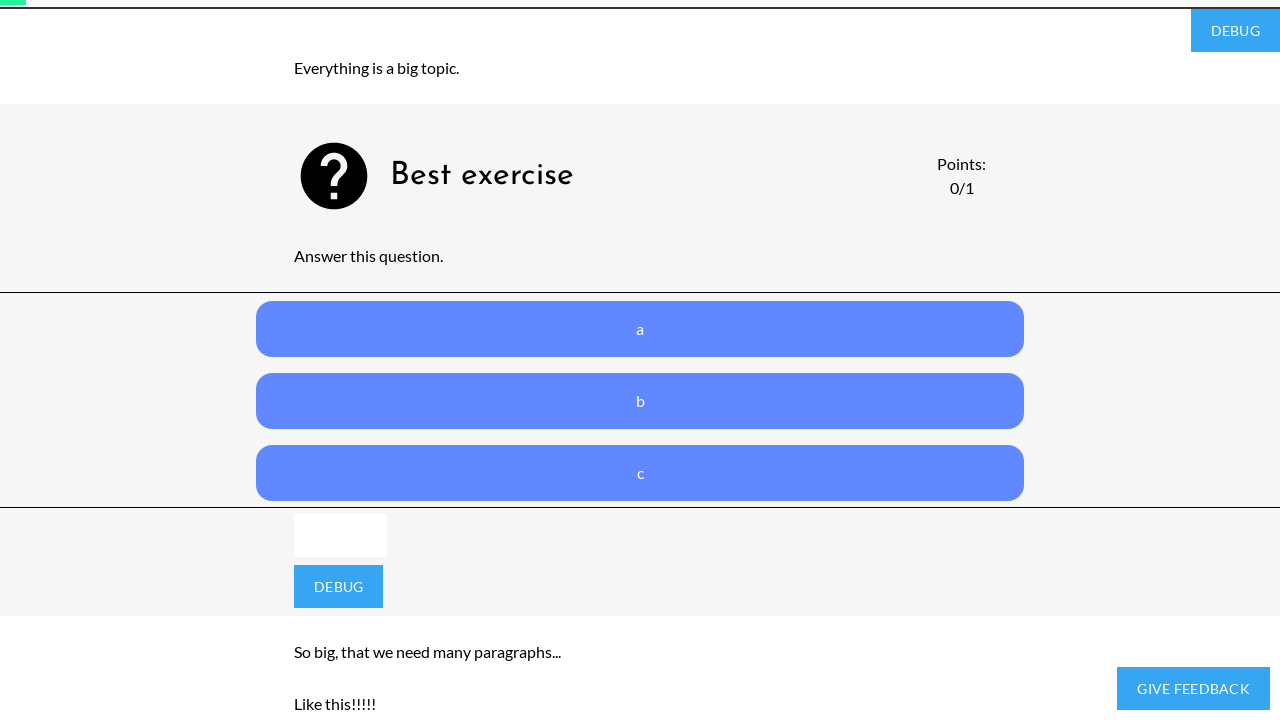 DEBUG
Everything is a big topic.
Best exercise
Points:
0/1
Answer this question.
a
b
c
DEBUG
So big, that we need many paragraphs...
Like this!!!!!
GIVE FEEDBACK